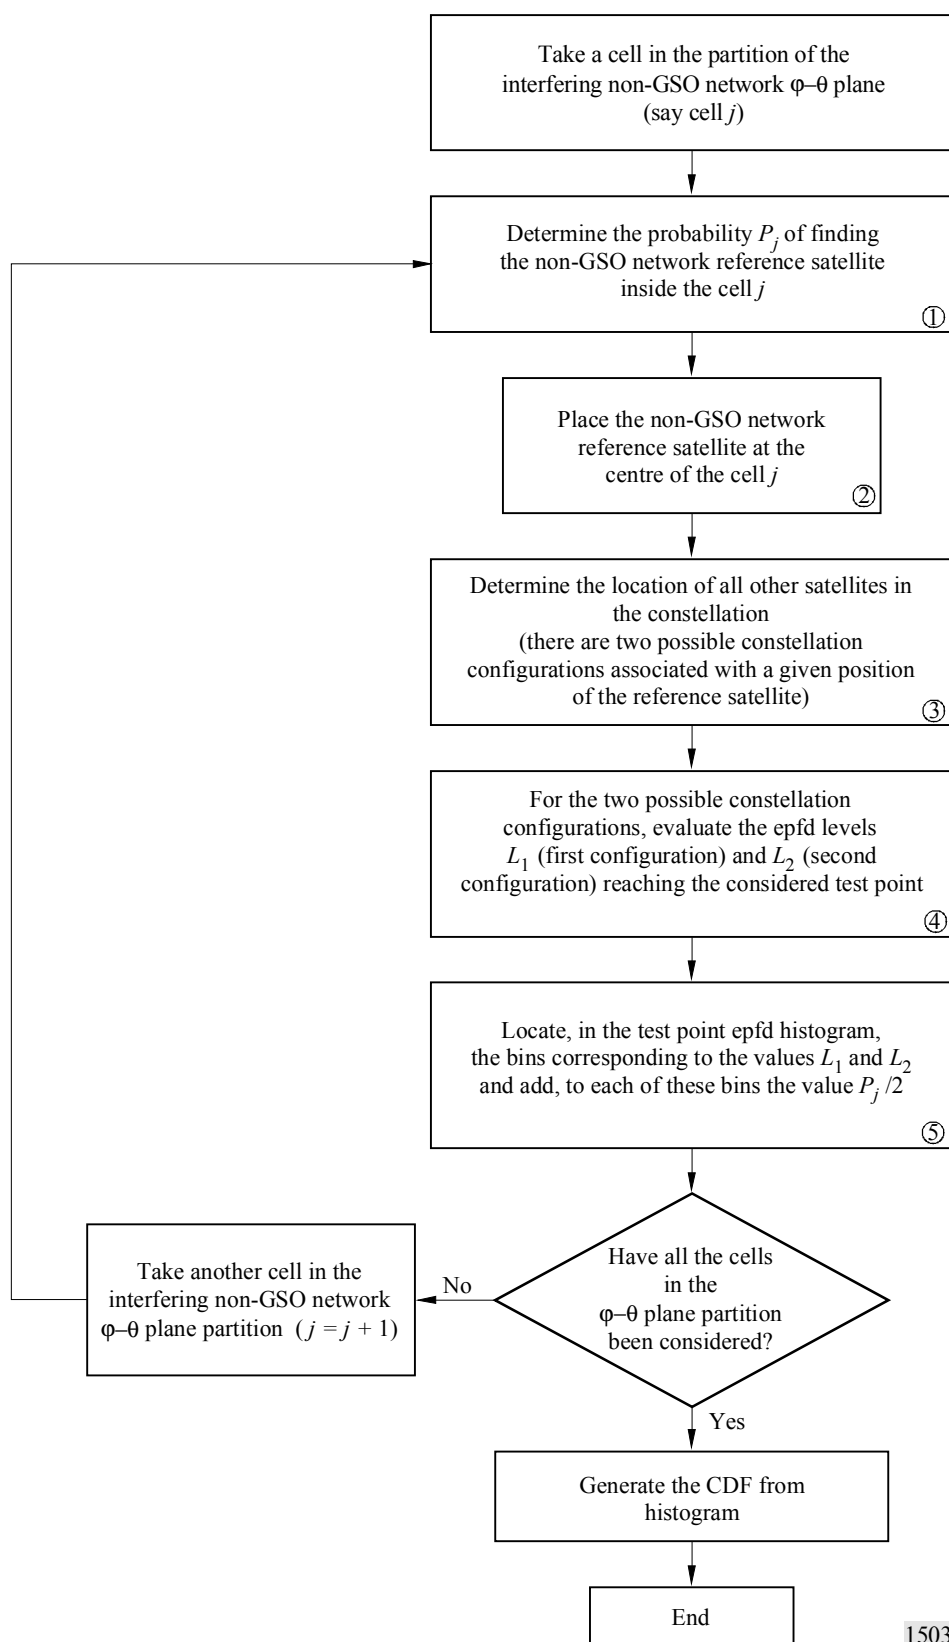 Take a cell in the partition of the
interfering non-GSO network φ–θ plane
(say cell j)
Determine the probability Pj of finding
the non-GSO network reference satellite
inside the cell j
①
Place the non-GSO network
reference satellite at the
centre of the cell j
②
Determine the location of all other satellites in
the constellation
(there are two possible constellation
configurations associated with a given position
of the reference satellite)
③
For the two possible constellation
configurations, evaluate the epfd levels
L1 (first configuration) and L2 (second
configuration) reaching the considered test point
④
Locate, in the test point epfd histogram,
the bins corresponding to the values L1 and L2
and add, to each of these bins the value Pj /2
⑤
Have all the cells
in the
φ–θ plane partition
been considered?
No
Take another cell in the
interfering non-GSO network
φ–θ plane partition (j = j + 1)
Yes
Generate the CDF from
histogram
End
1503